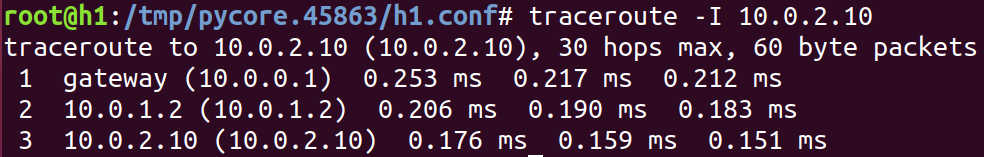 root@h1:/tmp/pycore.45863/h1.conf# traceroute -I 10.0.2.10
traceroute to 10.0.2.10 (10.0.2.10), 30 hops max, 60 byte packets
 1  gateway (10.0.0.1)  0.253 ms  0.217 ms  0.212 ms
 2  10.0.1.2 (10.0.1.2)  0.206 ms  0.190 ms  0.183 ms
 3  10.0.2.10 (10.0.2.10)  0.176 ms  0.159 ms  0.151 ms